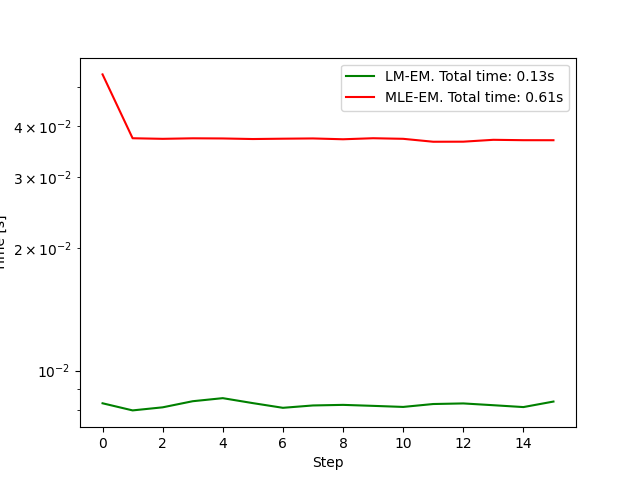 LM-EM. Total time: 0.13s
MLE-EM. Total time: 0.61s
4 × 10⁻²
3 × 10⁻²
2 × 10⁻²
10⁻²
[s]
0 2 4 6 8 10 12 14
Step